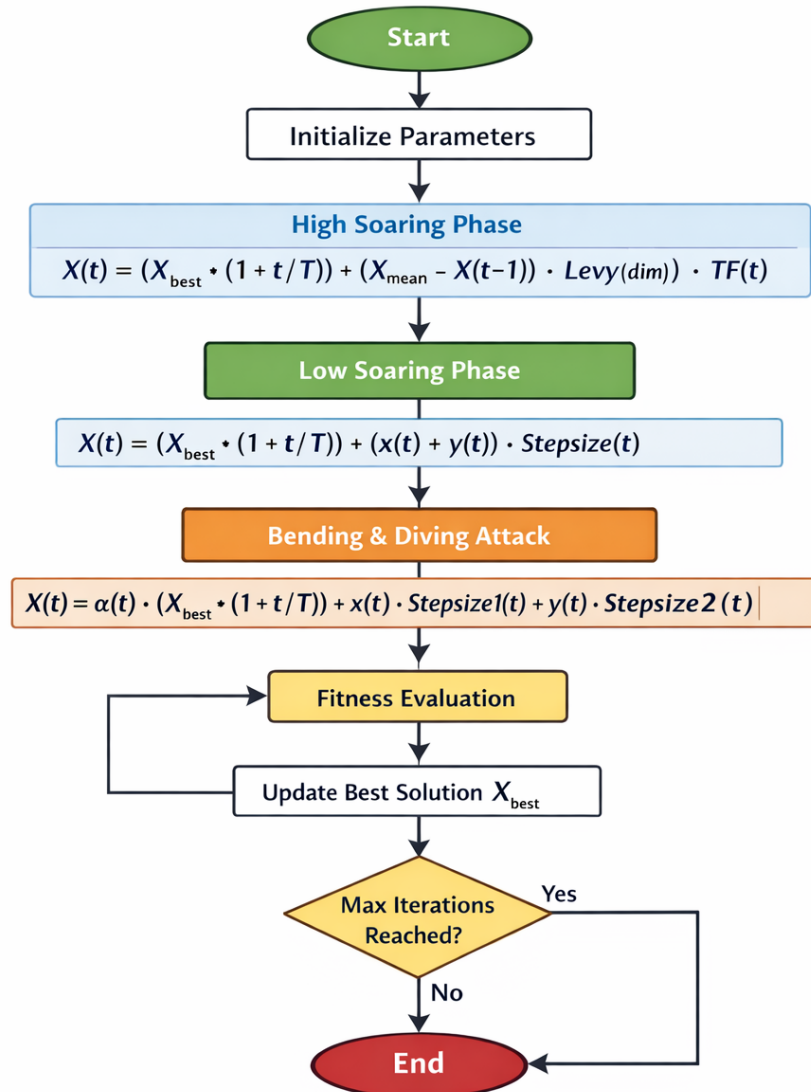 Start
Initialize Parameters
High Soaring Phase
X(t) = (X_best • (1 + t/T)) + (X_mean – X(t–1)) · Levy(dim)) · TF(t)
Low Soaring Phase
X(t) = (X_best • (1 + t/T)) + (x(t) + y(t)) · Stepsize(t)
Bending & Diving Attack
X(t) = α(t) · (X_best • (1 + t/T)) + x(t) · Stepsize1(t) + y(t) · Stepsize2 (t)
Fitness Evaluation
Update Best Solution X_best
Max Iterations
Reached?
Yes
No
End